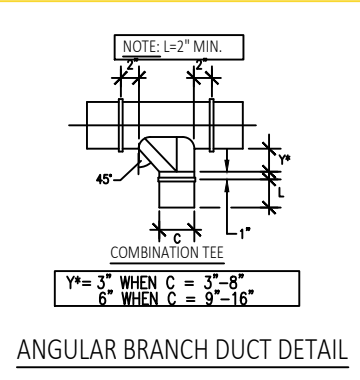 NOTE: L=2" MIN.
2" 2"
Y*
45°
L
C
1"
COMBINATION TEE
Y*= 3" WHEN C = 3"-8"
6" WHEN C = 9"-16"
ANGULAR BRANCH DUCT DETAIL